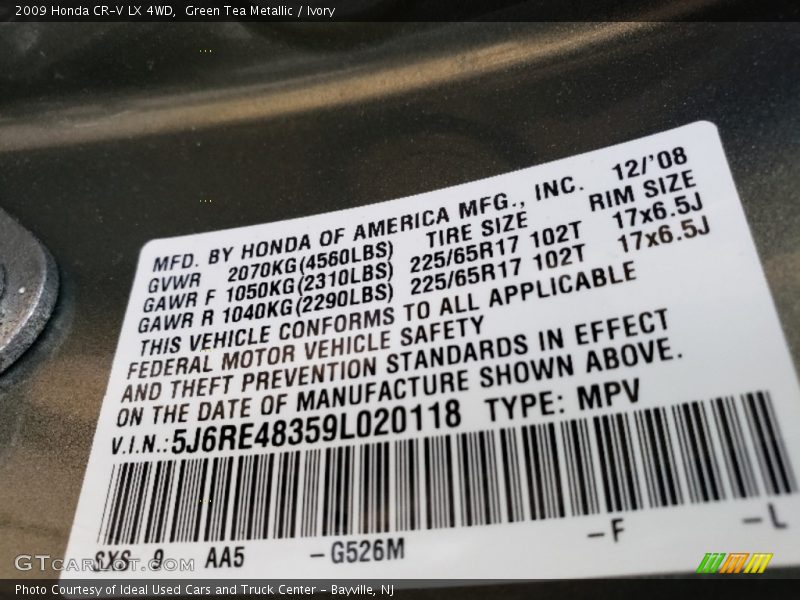 2009 Honda CR-V LX 4WD, Green Tea Metallic / Ivory
MFD. BY HONDA OF AMERICA MFG., INC. 12/'08
GVWR 2070KG(4560LBS) TIRE SIZE RIM SIZE
GAWR F 1050KG(2310LBS) 225/65R17 102T 17x6.5J
GAWR R 1040KG(2290LBS) 225/65R17 102T 17x6.5J
THIS VEHICLE CONFORMS TO ALL APPLICABLE
FEDERAL MOTOR VEHICLE SAFETY
AND THEFT PREVENTION STANDARDS IN EFFECT
ON THE DATE OF MANUFACTURE SHOWN ABOVE.
V.I.N.: 5J6RE48359L020118 TYPE: MPV
SXS-9 AA5 -G526M -F -L
GTcarlot.com
Photo Courtesy of Ideal Used Cars and Truck Center - Bayville, NJ